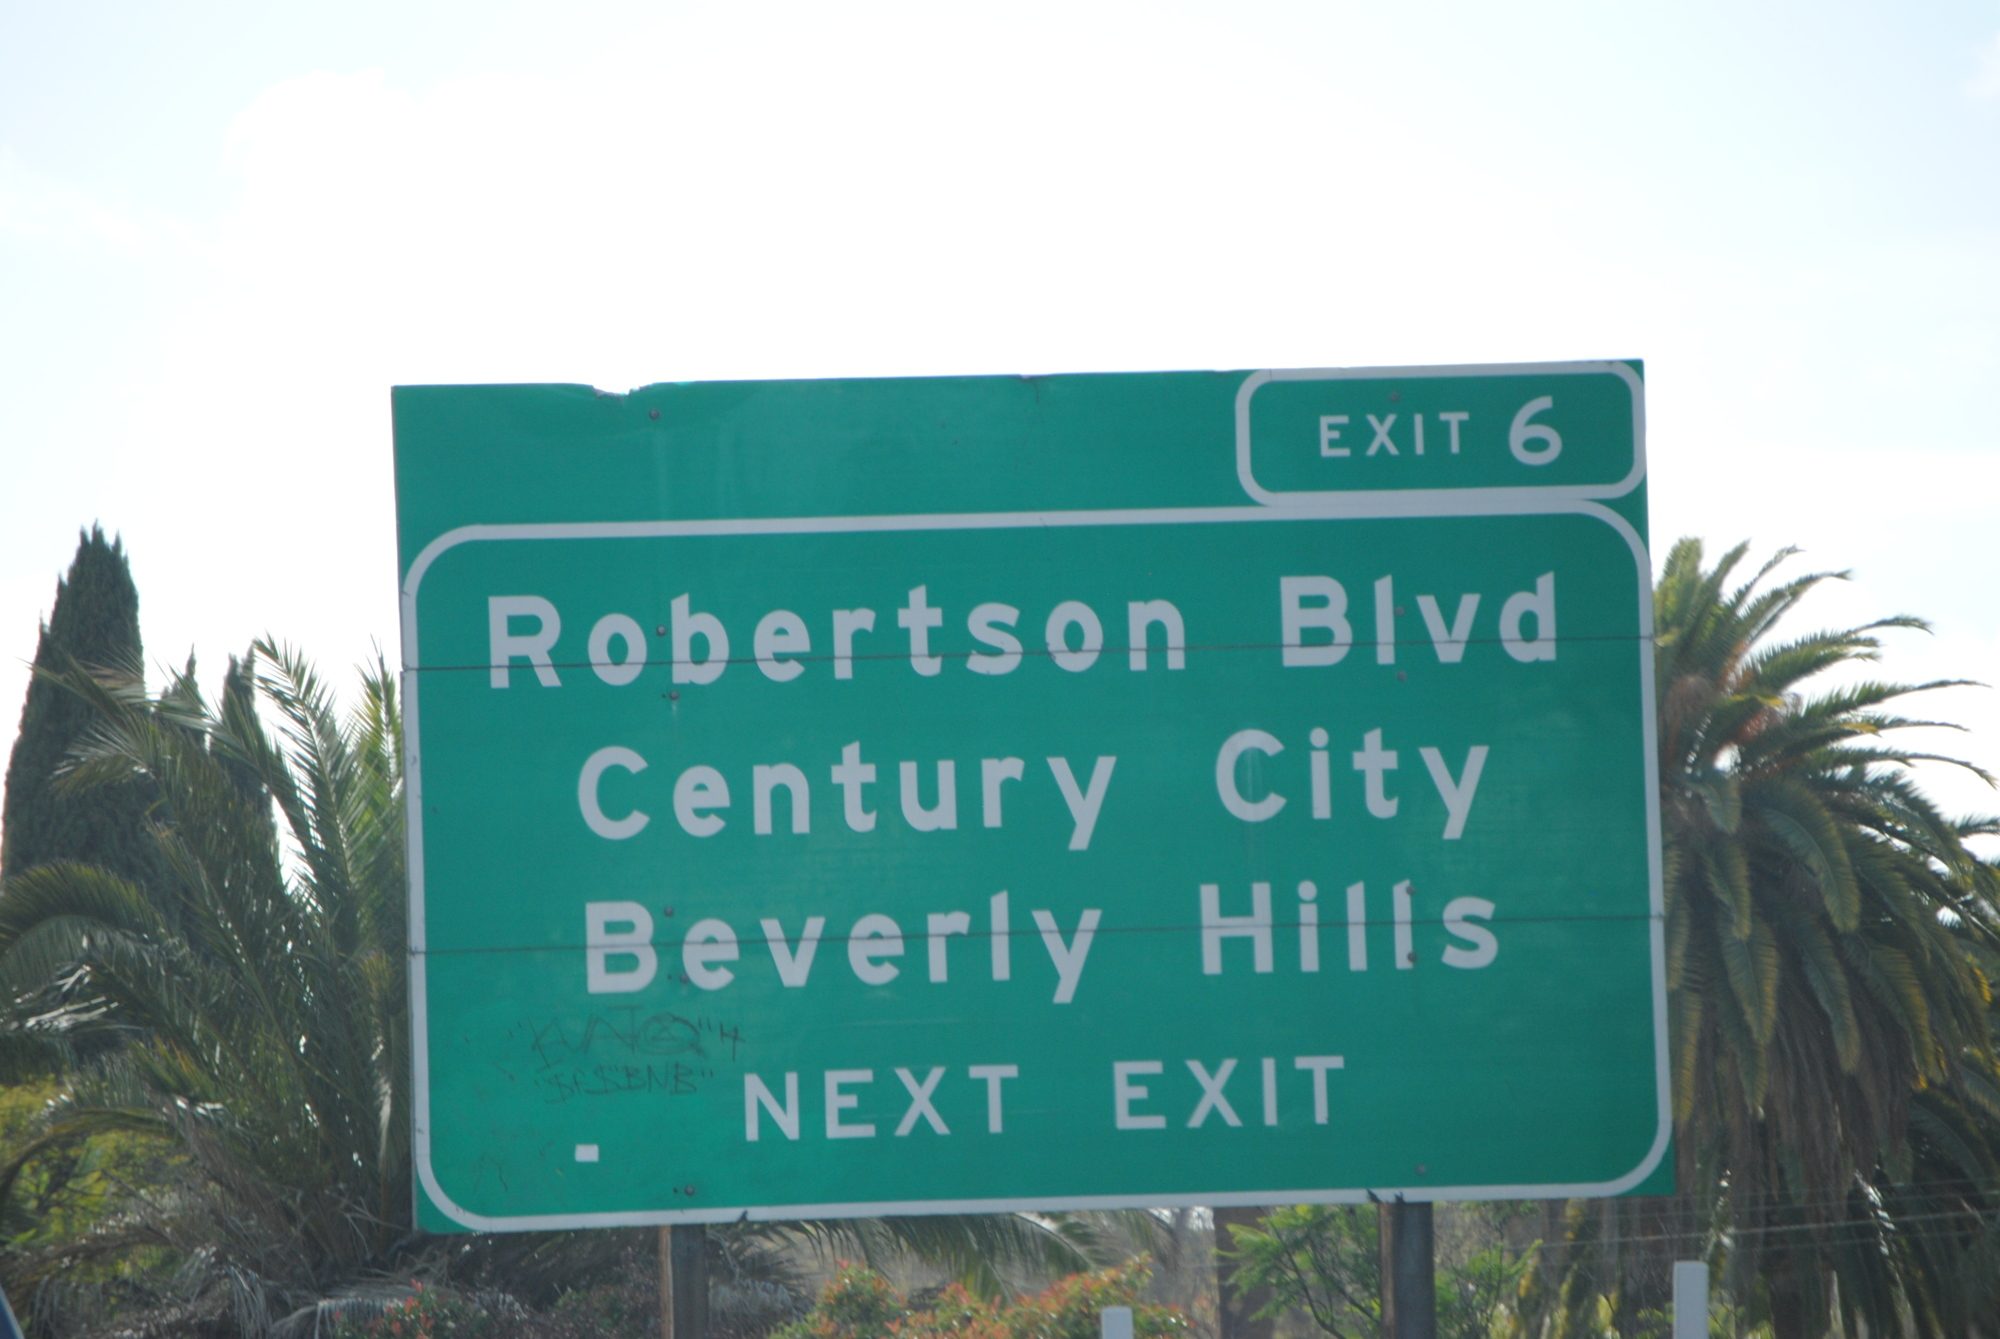 EXIT 6
Robertson Blvd
Century City
Beverly Hills
NEXT EXIT